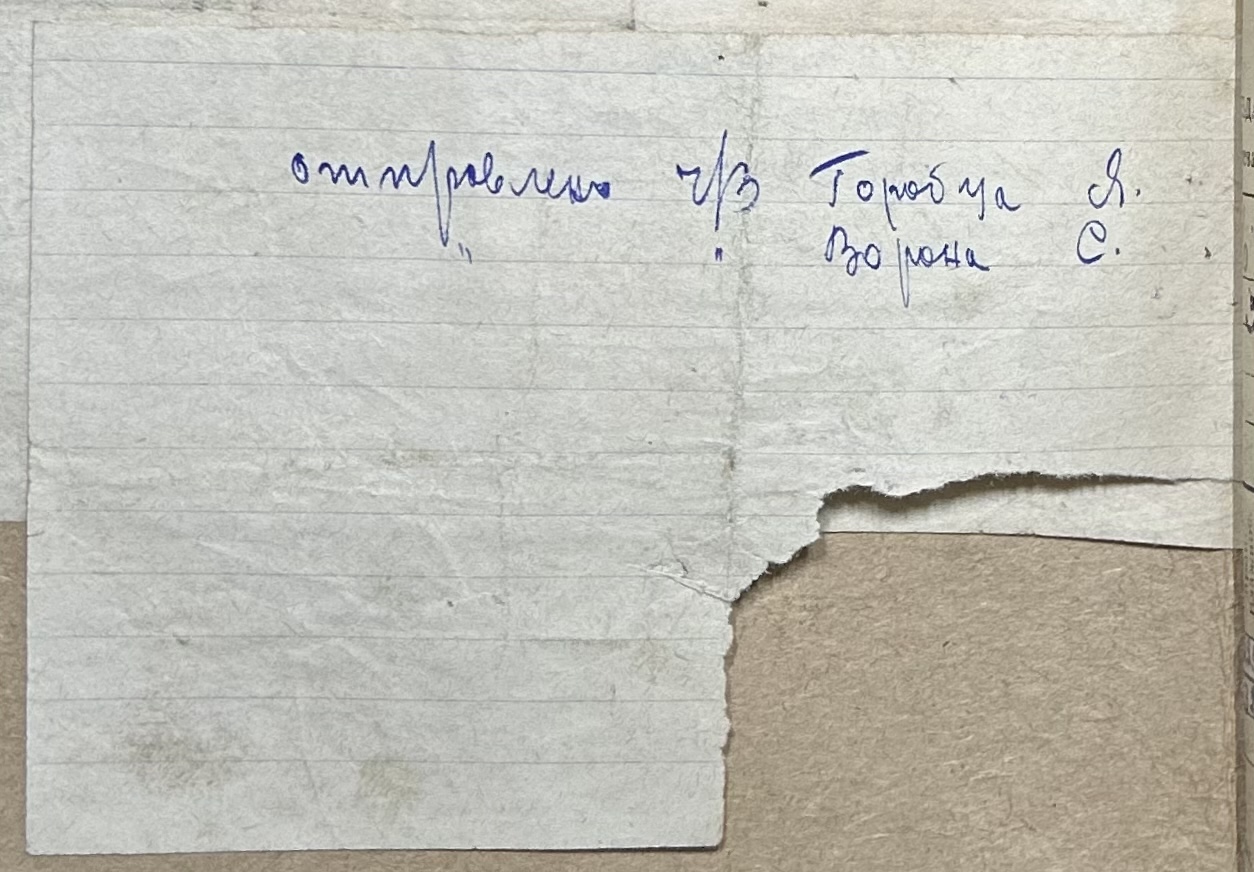 отправлено ч/з Горобца Я.
" " Ворона С.